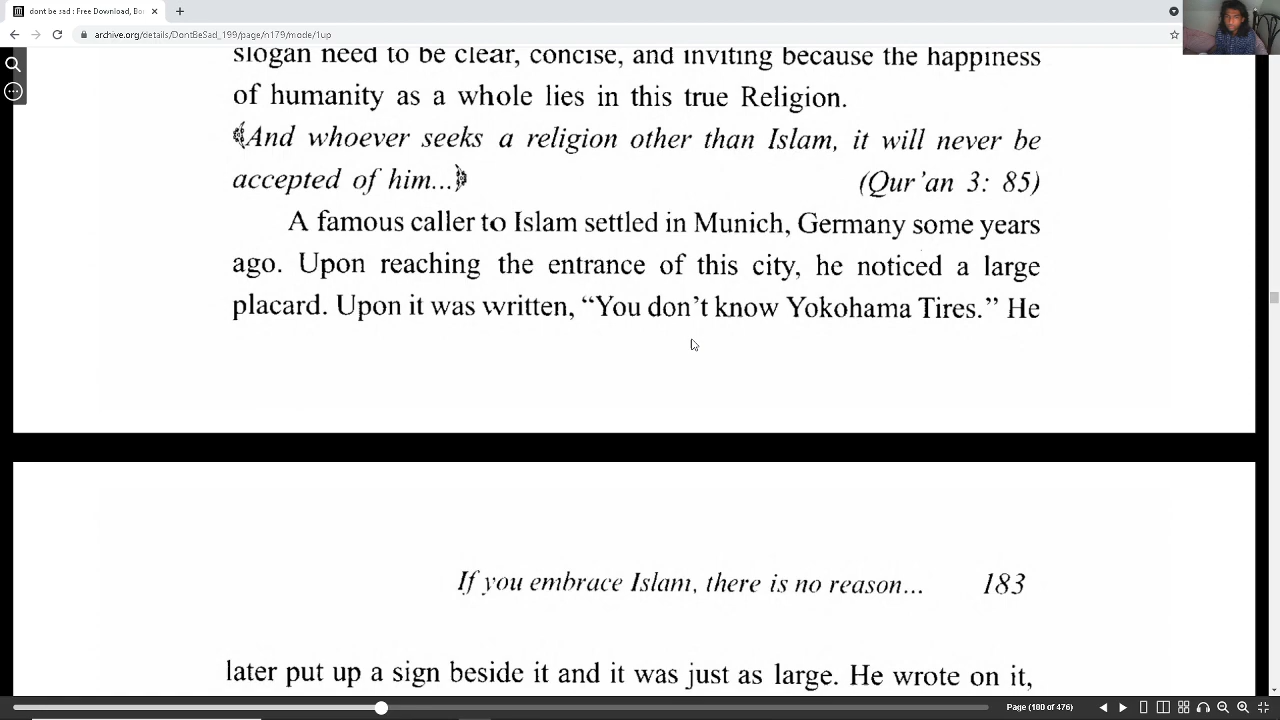 dont be sad : Free Download, Bo
archive.org/details/DontBeSad_199/page/n179/mode/1up
slogan need to be clear, concise, and inviting because the happiness
of humanity as a whole lies in this true Religion.
﴾And whoever seeks a religion other than Islam, it will never be
accepted of him...﴿ (Qur'an 3: 85)
A famous caller to Islam settled in Munich, Germany some years
ago. Upon reaching the entrance of this city, he noticed a large
placard. Upon it was written, “You don't know Yokohama Tires.” He
If you embrace Islam, there is no reason... 183
later put up a sign beside it and it was just as large. He wrote on it,
Page (180 of 476)